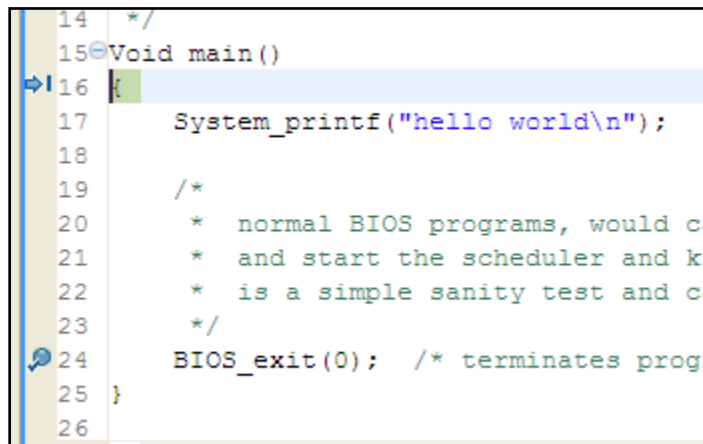 14 */
15 Void main()
16 {
17 System_printf("hello world\n");
18
19 /*
20 * normal BIOS programs, would
21 * and start the scheduler and
22 * is a simple sanity test and
23 */
24 BIOS_exit(0); /* terminates
25 }
26